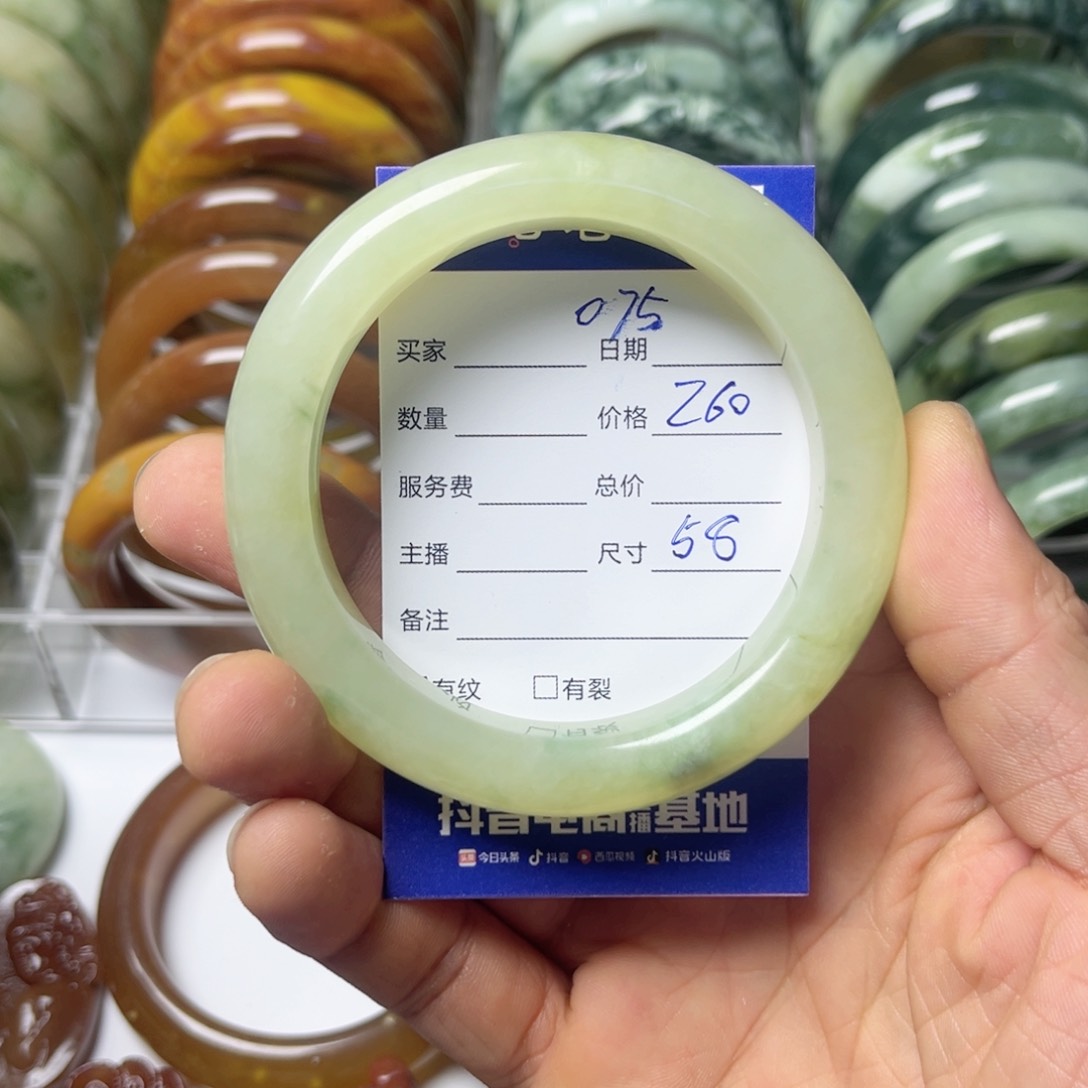 075
买家 日期
数量 价格 260
服务费 总价
主播 尺寸 58
备注
有纹 有裂
抖音电商直播基地
今日头条 抖音 西瓜视频 抖音火山版